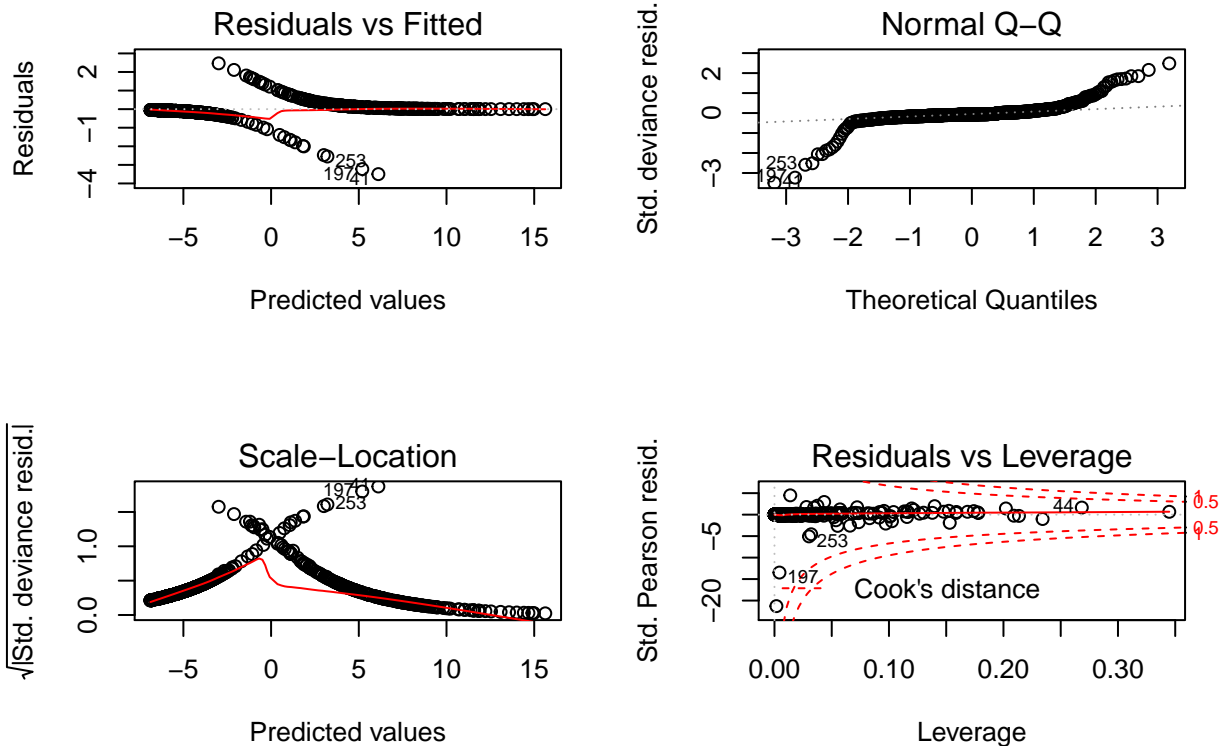 Residuals vs Fitted
Residuals
2
−1
−4
253
197
41
−5 0 5 10 15
Predicted values
Normal Q−Q
Std. deviance resid.
2
0
−3
253
197
41
−3 −2 −1 0 1 2 3
Theoretical Quantiles
Scale−Location
√|Std. deviance resid.|
1.0
0.0
41
197
253
−5 0 5 10 15
Predicted values
Residuals vs Leverage
Std. Pearson resid.
−5
−20
44
253
197
Cook's distance
1
0.5
0.5
1
0.00 0.10 0.20 0.30
Leverage